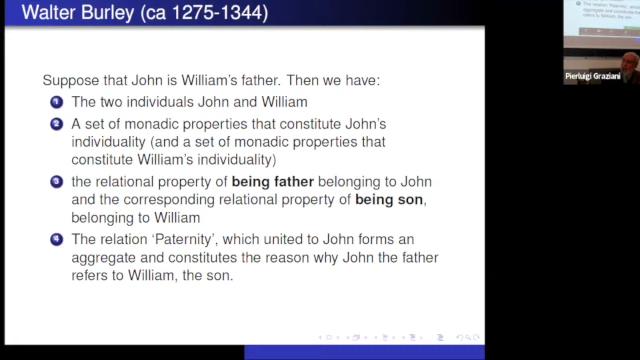 Walter Burley (ca 1275-1344)
Suppose that John is William's father. Then we have:
1 The two individuals John and William
2 A set of monadic properties that constitute John's
individuality (and a set of monadic properties that
constitute William's individuality)
3 the relational property of being father belonging to John
and the corresponding relational property of being son,
belonging to William
4 The relation 'Paternity', which united to John forms an
aggregate and constitutes the reason why John the father
refers to William, the son.
Pierluigi Graziani